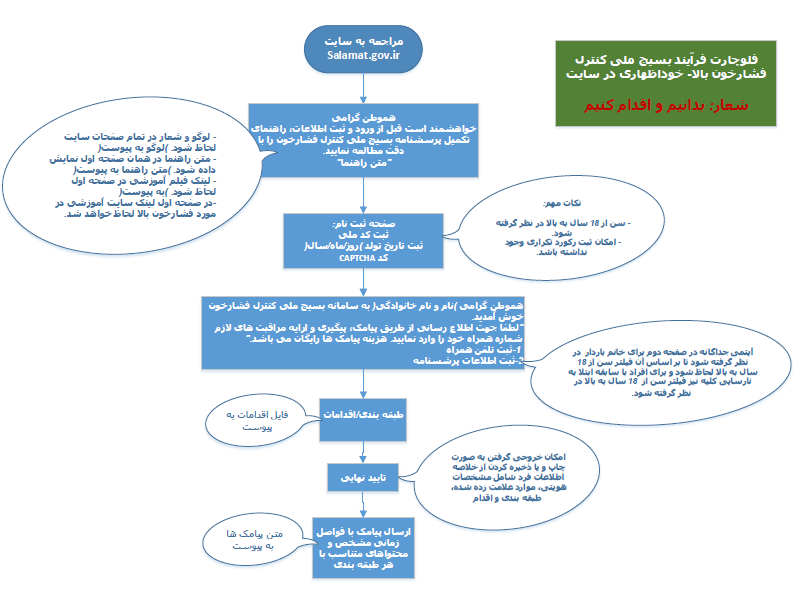 مراجعه به سایت
Salamat.gov.ir
فلوچارت فرآیند بسیج ملی کنترل
فشارخون بالا- خوداظهاری در سایت
شعار: بدانیم و اقدام کنیم
هموطن گرامی
خواهشمند است قبل از ورود و ثبت اطلاعات، راهنمای
تکمیل پرسشنامه بسیج ملی کنترل فشارخون را با
دقت مطالعه نمایید.
"متن راهنما"
- لوگو و شعار در تمام صفحات سایت
لحاظ شود. )لوگو به پیوست(
- متن راهنما در همان صفحه اول نمایش
داده شود. )متن راهنما به پیوست(
- لینک فیلم آموزشی در صفحه اول
لحاظ شود. )به پیوست(
-در صفحه اول لینک سایت آموزشی در
مورد فشارخون بالا لحاظ خواهد شد.
نکات مهم:
- سن از 18 سال به بالا در نظر گرفته
شود.
- امکان ثبت رکورد تکراری وجود
نداشته باشد.
صفحه ثبت نام:
ثبت کد ملی
ثبت تاریخ تولد )روز/ماه/سال(
کد CAPTCHA
هموطن گرامی )نام و نام خانوادگی( به سامانه بسیج ملی کنترل فشارخون
خوش آمدید.
"لطفا جهت اطلاع رسانی از طریق پیامک، پیگیری و ارایه مراقبت های لازم
شماره همراه خود را وارد نمایید. هزینه پیامک ها رایگان می باشد."
1-ثبت تلفن همراه
2-ثبت اطلاعات پرشسنامه
آیتمی جداگانه در صفحه دوم برای خانم باردار در
نظر گرفته شود تا بر اساس آن فیلتر سن از 18
سال به بالا لحاظ شود و برای افراد با سابقه ابتلا به
نارسایی کلیه نیز فیلتر سن از 18 سال به بالا در
نظر گرفته شود.
طبقه بندی/اقدامات
فایل اقدامات به
پیوست
تایید نهایی
امکان خروجی گرفتن به صورت
چاپ و یا ذخیره کردن از خلاصه
اطلاعات فرد شامل مشخصات
هویتی، موارد علامت زده شده،
طبقه بندی و اقدام
ارسال پیامک با فواصل
زمانی مشخص و
محتواهای متناسب با
هر طبقه بندی
متن پیامک ها
به پیوست